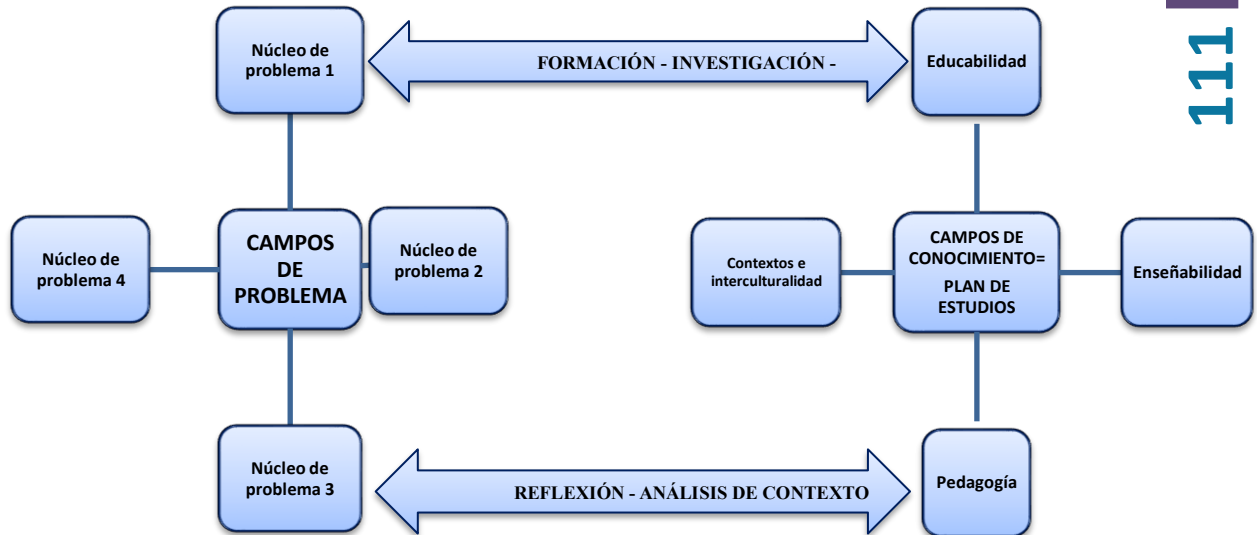 Núcleo de
problema 1
FORMACIÓN - INVESTIGACIÓN -
Educabilidad
111
Núcleo de
problema 4
CAMPOS
DE
PROBLEMA
Núcleo de
problema 2
Contextos e
interculturalidad
CAMPOS DE
CONOCIMIENTO=
PLAN DE
ESTUDIOS
Enseñabilidad
Núcleo de
problema 3
REFLEXIÓN - ANÁLISIS DE CONTEXTO
Pedagogía